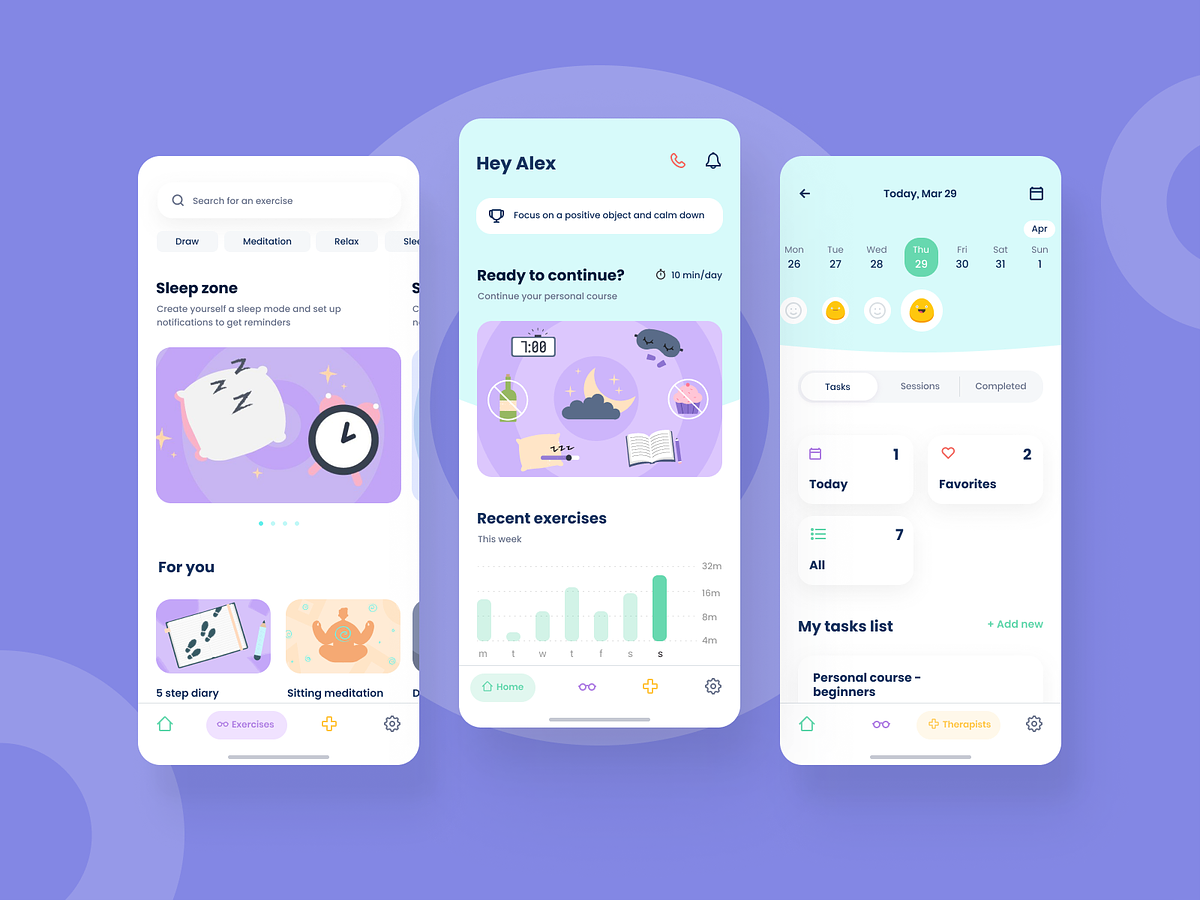 Search for an exercise
Draw Meditation Relax Slee
Sleep zone S
Create yourself a sleep mode and set up C
notifications to get reminders n
z z z
For you
5 step diary Sitting meditation D
Exercises
Hey Alex
Focus on a positive object and calm down
Ready to continue? 10 min/day
Continue your personal course
7:00
z z z
Recent exercises
This week
32m
16m
8m
4m
m t w t f s s
Home
Today, Mar 29
Apr
Mon Tue Wed Thu Fri Sat Sun
26 27 28 29 30 31 1
Tasks Sessions Completed
1 2
Today Favorites
7
All
My tasks list + Add new
Personal course –
beginners
Therapists